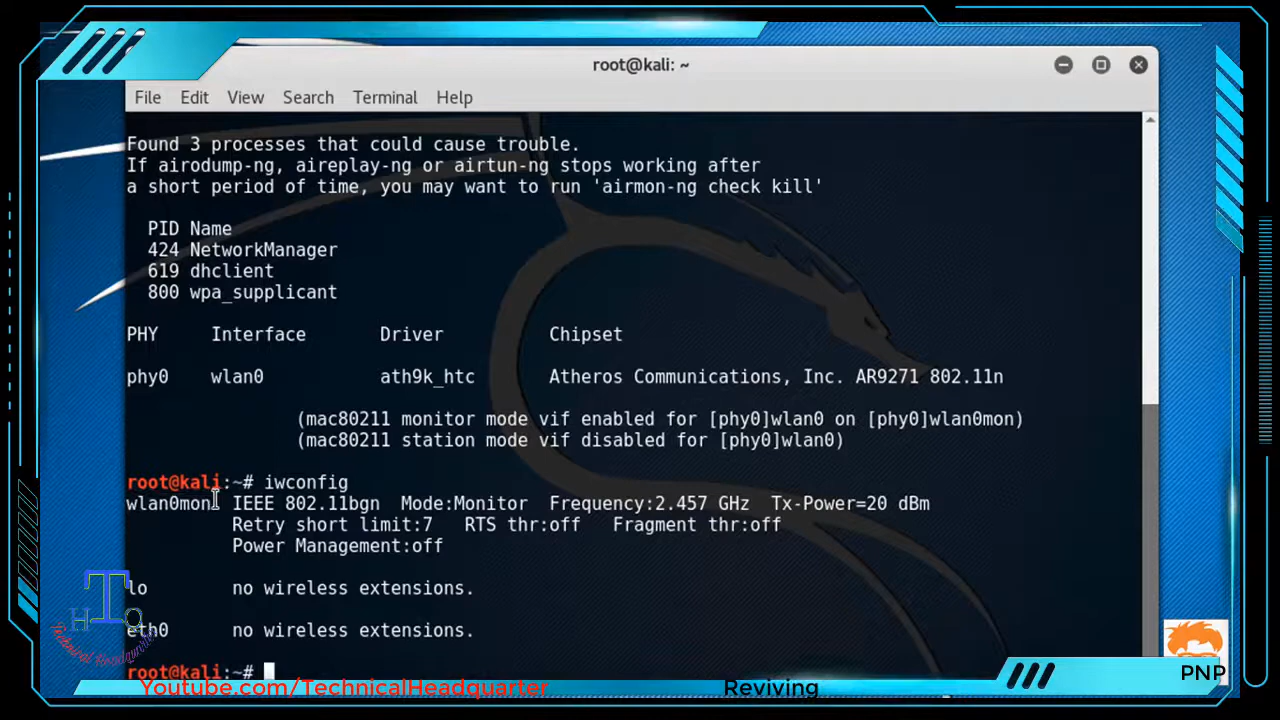 root@kali: ~
File Edit View Search Terminal Help
Found 3 processes that could cause trouble.
If airodump-ng, aireplay-ng or airtun-ng stops working after
a short period of time, you may want to run 'airmon-ng check kill'
PID Name
424 NetworkManager
619 dhclient
800 wpa_supplicant
PHY Interface Driver Chipset
phy0 wlan0 ath9k_htc Atheros Communications, Inc. AR9271 802.11n
(mac80211 monitor mode vif enabled for [phy0]wlan0 on [phy0]wlan0mon)
(mac80211 station mode vif disabled for [phy0]wlan0)
root@kali:~# iwconfig
wlan0mon IEEE 802.11bgn Mode:Monitor Frequency:2.457 GHz Tx-Power=20 dBm
Retry short limit:7 RTS thr:off Fragment thr:off
Power Management:off
lo no wireless extensions.
eth0 no wireless extensions.
root@kali:~#
HTQ
Technical Headquarter
Youtube.com/TechnicalHeadquarter
Reviving
PNP